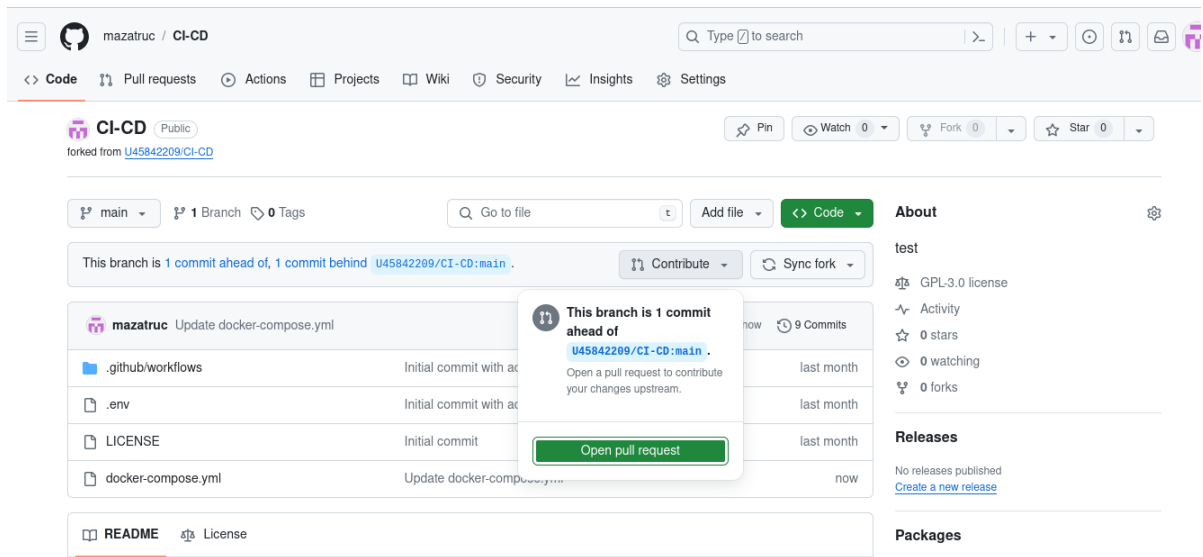 mazatruc / CI-CD
Type / to search
Code Pull requests Actions Projects Wiki Security Insights Settings
CI-CD Public
Pin Watch 0 Fork 0 Star 0
forked from U45842209/CI-CD
main 1 Branch 0 Tags
Go to file t
Add file Code
This branch is 1 commit ahead of, 1 commit behind U45842209/CI-CD:main .
Contribute Sync fork
This branch is 1 commit
ahead of
U45842209/CI-CD:main .
Open a pull request to contribute
your changes upstream.
Open pull request
mazatruc Update docker-compose.yml now 9 Commits
.github/workflows Initial commit with last month
.env Initial commit with last month
LICENSE Initial commit last month
docker-compose.yml Update docker-compose.yml now
README License
About
test
GPL-3.0 license
Activity
0 stars
0 watching
0 forks
Releases
No releases published
Create a new release
Packages